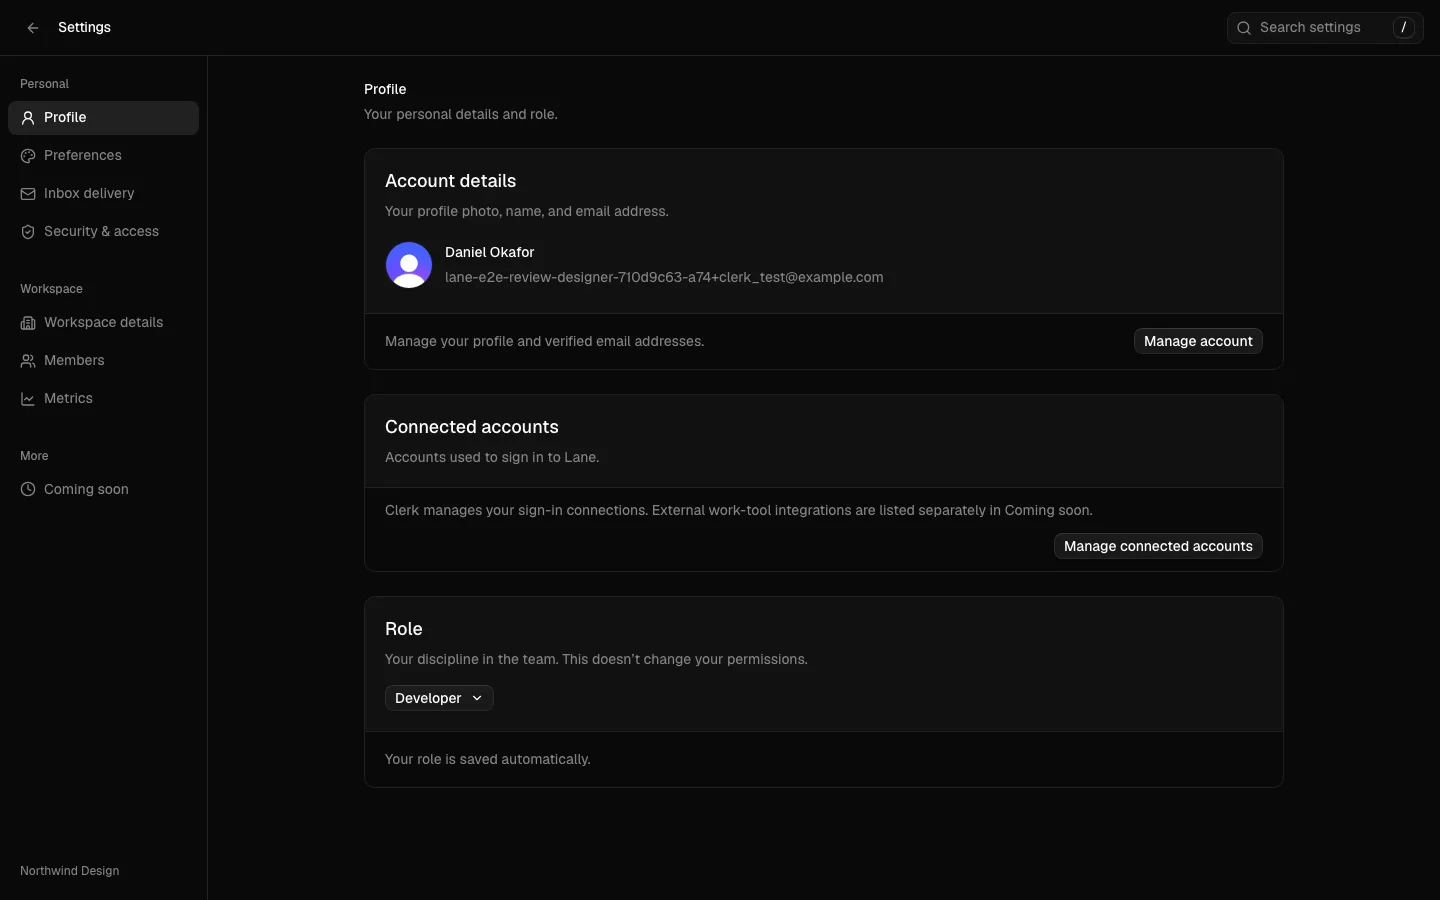 Settings
Search settings
/
Personal
Profile
Preferences
Inbox delivery
Security & access
Workspace
Workspace details
Members
Metrics
More
Coming soon
Northwind Design
Profile
Your personal details and role.
Account details
Your profile photo, name, and email address.
Daniel Okafor
lane-e2e-review-designer-710d9c63-a74+clerk_test@example.com
Manage your profile and verified email addresses.
Manage account
Connected accounts
Accounts used to sign in to Lane.
Clerk manages your sign-in connections. External work-tool integrations are listed separately in Coming soon.
Manage connected accounts
Role
Your discipline in the team. This doesn’t change your permissions.
Developer
Your role is saved automatically.